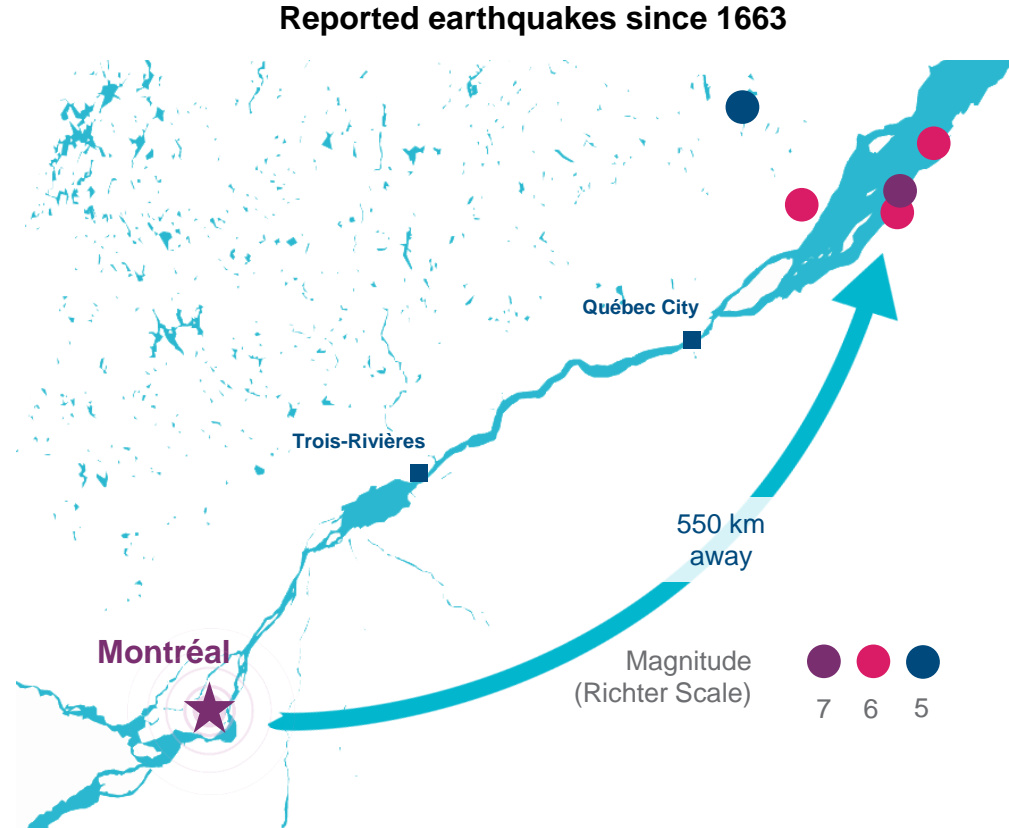 Reported earthquakes since 1663
Québec City
Trois-Rivières
550 km
away
Montréal
Magnitude
(Richter Scale)
7 6 5